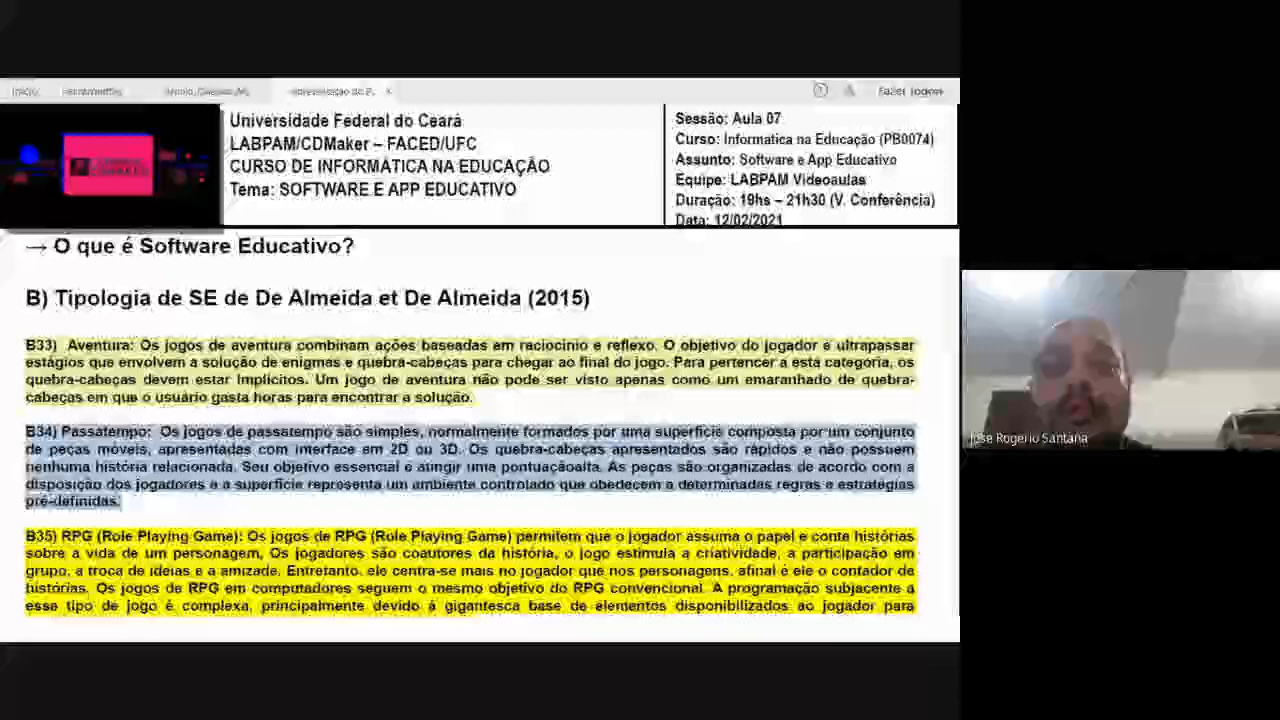 Início Ferramentas
Fazer logon
Universidade Federal do Ceará
LABPAM/CDMaker – FACED/UFC
CURSO DE INFORMÁTICA NA EDUCAÇÃO
Tema: SOFTWARE E APP EDUCATIVO
Sessão: Aula 07
Curso: Informatica na Educação (PB0074)
Assunto: Software e App Educativo
Equipe: LABPAM Videoaulas
Duração: 19hs – 21h30 (V. Conferência)
Data: 12/02/2021
→ O que é Software Educativo?
B) Tipologia de SE de De Almeida et De Almeida (2015)
B33) Aventura: Os jogos de aventura combinam ações baseadas em raciocínio e reflexo. O objetivo do jogador é ultrapassar
estágios que envolvem a solução de enigmas e quebra-cabeças para chegar ao final do jogo. Para pertencer a esta categoria, os
quebra-cabeças devem estar implícitos. Um jogo de aventura não pode ser visto apenas como um emaranhado de quebra-
cabeças em que o usuário gasta horas para encontrar a solução.
B34) Passatempo: Os jogos de passatempo são simples, normalmente formados por uma superfície composta por um conjunto
de peças móveis, apresentadas com interface em 2D ou 3D. Os quebra-cabeças apresentados são rápidos e não possuem
nenhuma história relacionada. Seu objetivo essencial é atingir uma pontuaçãoalta. As peças são organizadas de acordo com a
disposição dos jogadores e a superfície representa um ambiente controlado que obedecem a determinadas regras e estratégias
pré-definidas.
B35) RPG (Role Playing Game): Os jogos de RPG (Role Playing Game) permitem que o jogador assuma o papel e conte histórias
sobre a vida de um personagem, Os jogadores são coautores da história, o jogo estimula a criatividade, a participação em
grupo, a troca de ideias e a amizade. Entretanto, ele centra-se mais no jogador que nos personagens, afinal é ele o contador de
histórias. Os jogos de RPG em computadores seguem o mesmo objetivo do RPG convencional. A programação subjacente a
esse tipo de jogo é complexa, principalmente devido à gigantesca base de elementos disponibilizados ao jogador para
José Rogério Santana